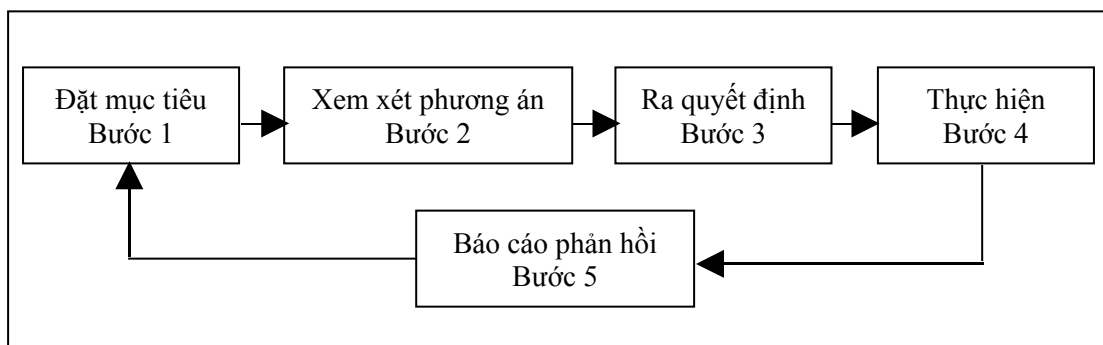 Đặt mục tiêu
Bước 1
Xem xét phương án
Bước 2
Ra quyết định
Bước 3
Thực hiện
Bước 4
Báo cáo phản hồi
Bước 5